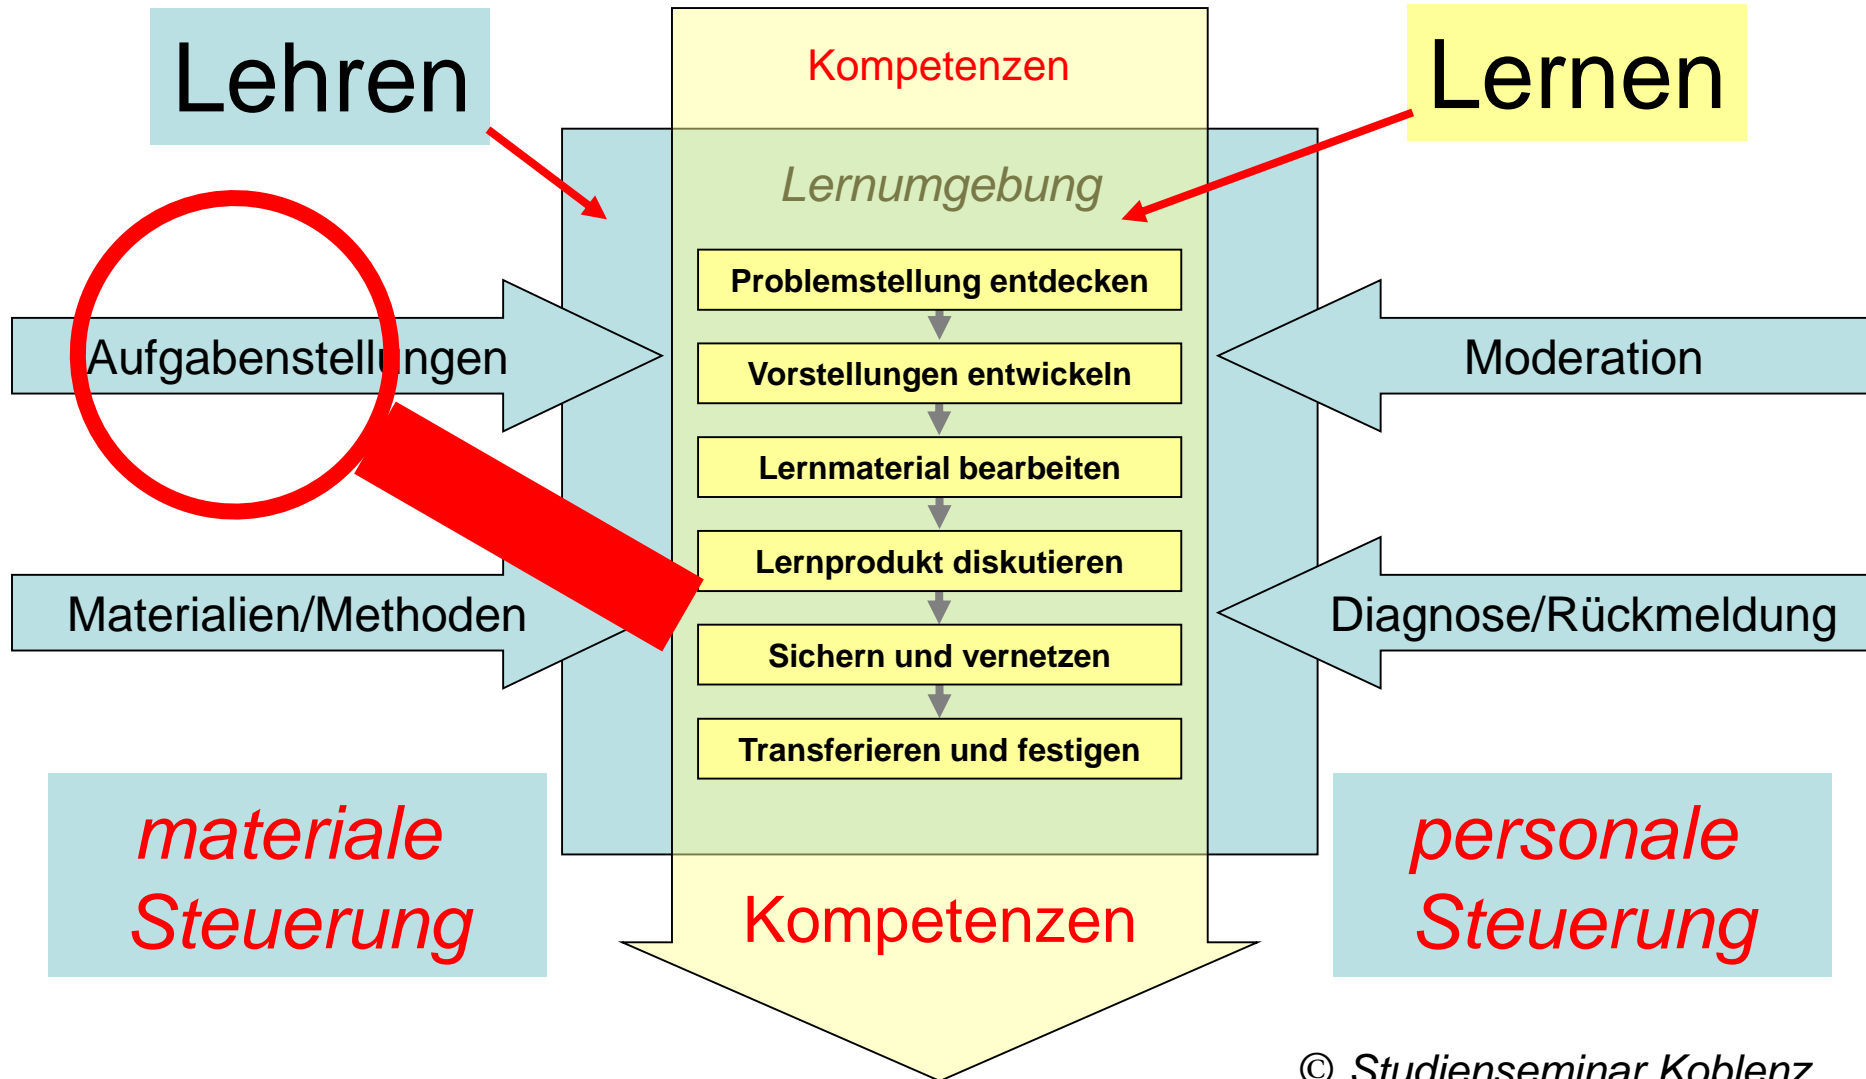 Lehren
Kompetenzen
Lernen
Lernumgebung
Problemstellung entdecken
Aufgabenstellungen
Vorstellungen entwickeln
Moderation
Lernmaterial bearbeiten
Lernprodukt diskutieren
Materialien/Methoden
Diagnose/Rückmeldung
Sichern und vernetzen
Transferieren und festigen
materiale
Steuerung
Kompetenzen
personale
Steuerung
© Studienseminar Koblenz